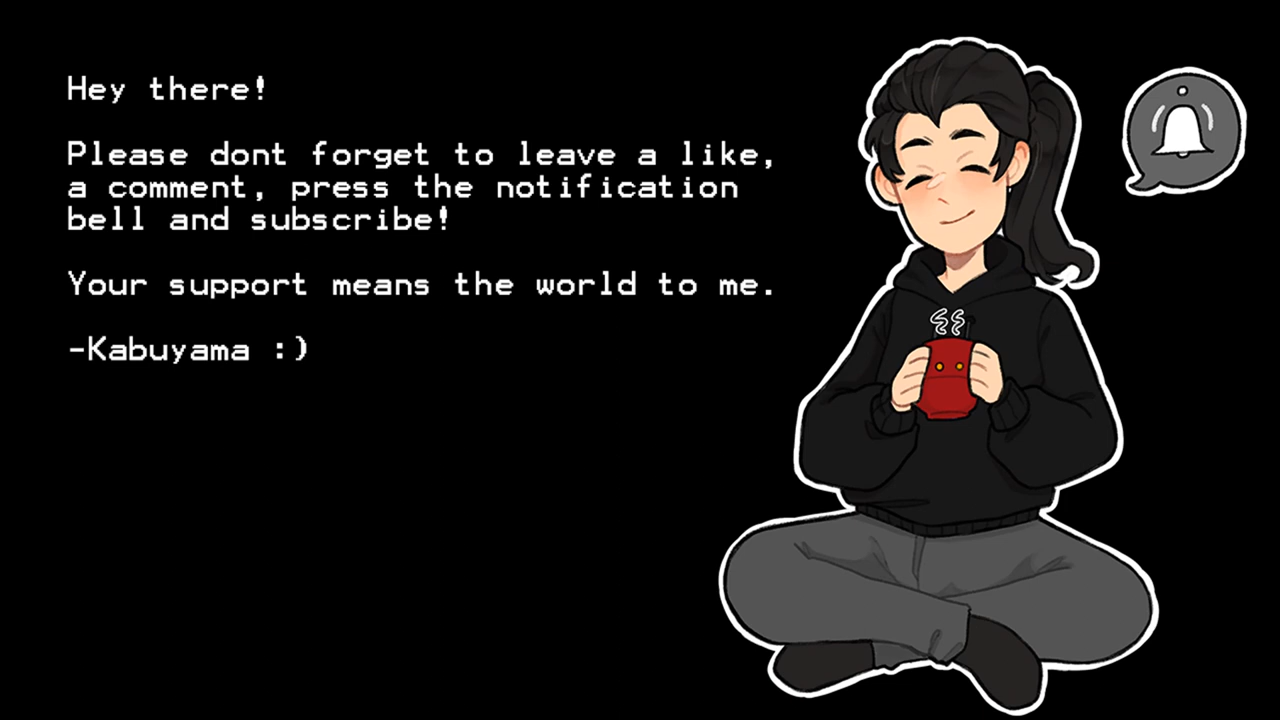 Hey there!
Please dont forget to leave a like,
a comment, press the notification
bell and subscribe!
Your support means the world to me.
-Kabuyama :)